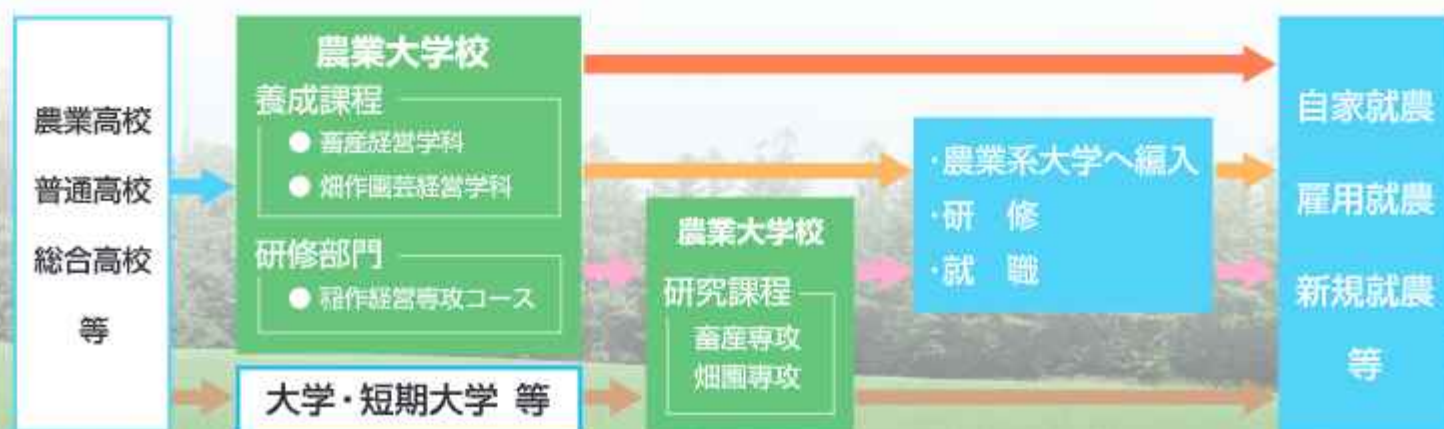 農業高校
普通高校
総合高校
等
農業大学校
養成課程
● 畜産経営学科
● 畑作園芸経営学科
研修部門
● 稲作経営専攻コース
大学・短期大学 等
農業大学校
研究課程
畜産専攻
畑園専攻
・農業系大学へ編入
・研　修
・就　職
自家就農
雇用就農
新規就農
等